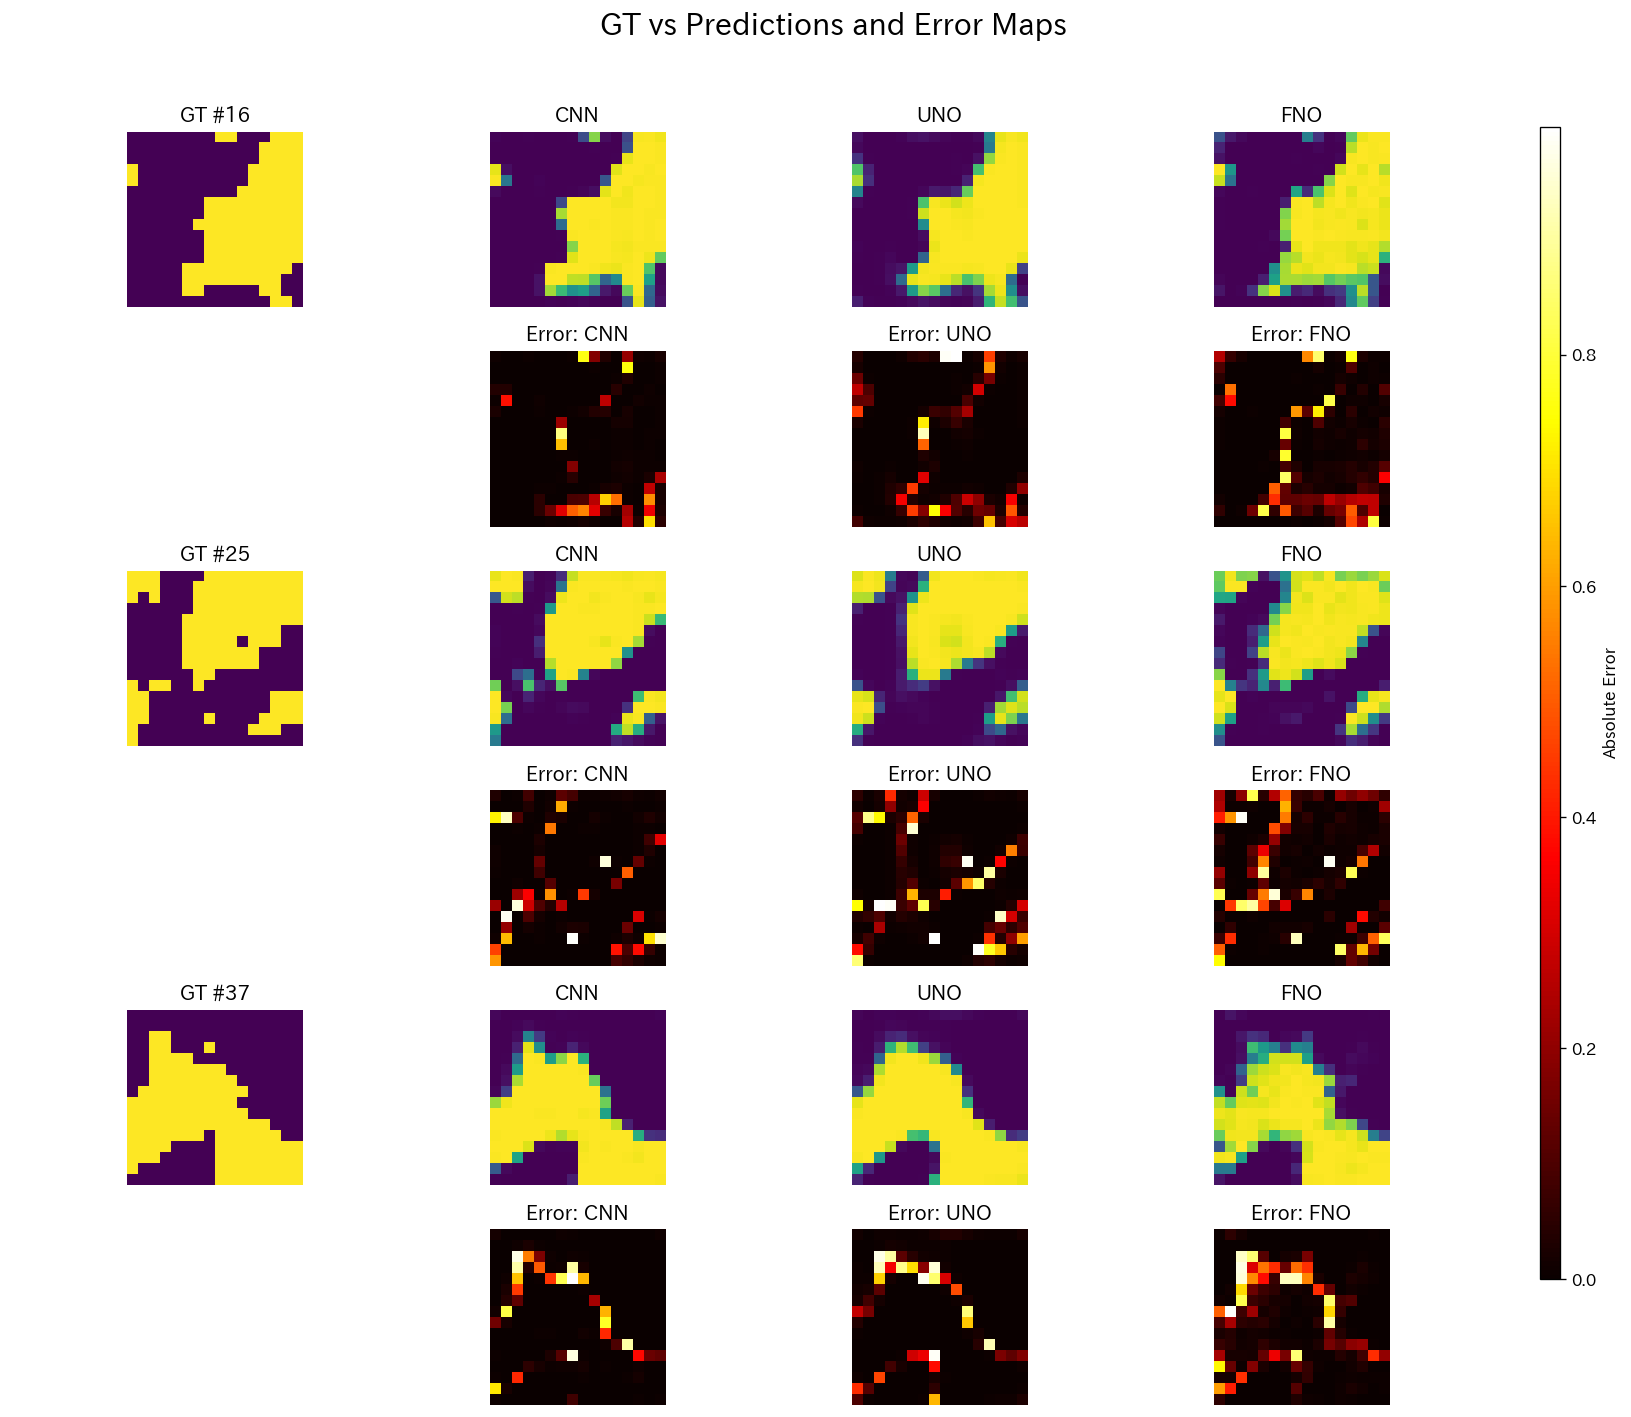 GT vs Predictions and Error Maps
GT #16
CNN
UNO
FNO
Error: CNN
Error: UNO
Error: FNO
GT #25
CNN
UNO
FNO
Error: CNN
Error: UNO
Error: FNO
GT #37
CNN
UNO
FNO
Error: CNN
Error: UNO
Error: FNO
0.8
0.6
0.4
0.2
0.0
Absolute Error